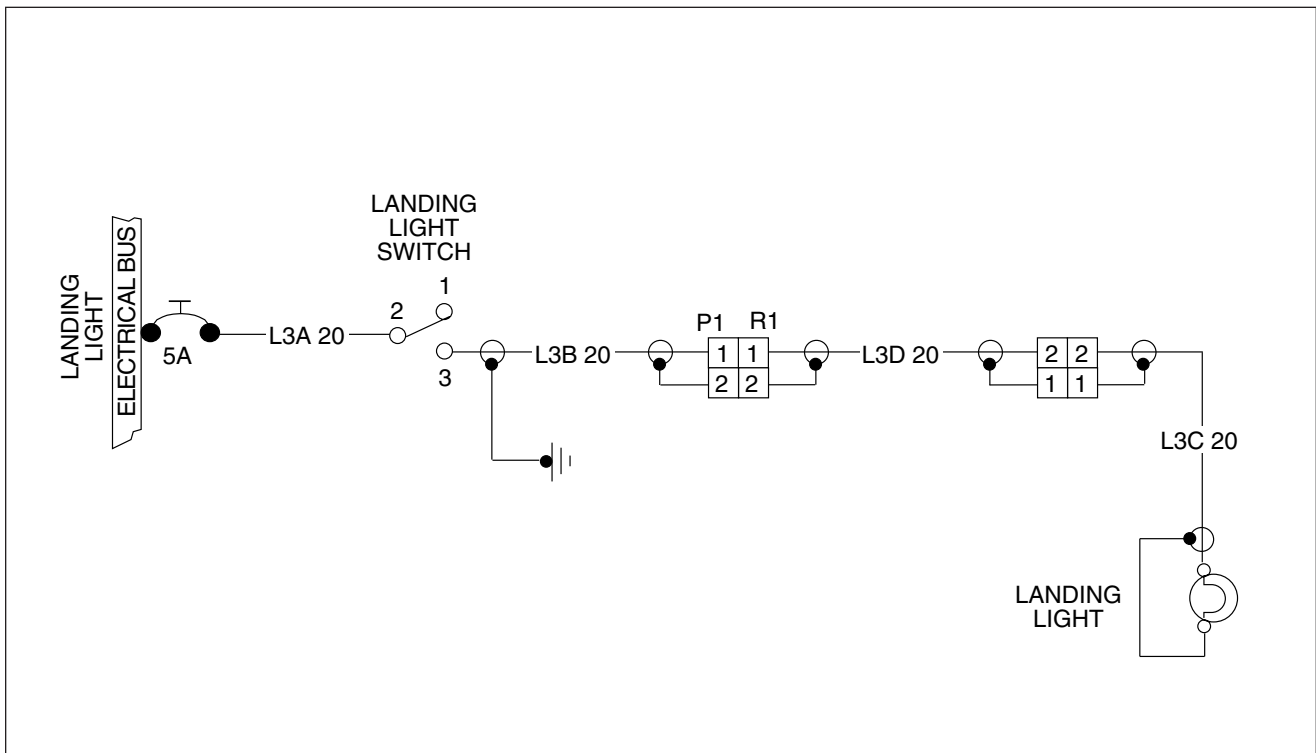 LANDING
LIGHT
ELECTRICAL BUS
5A
L3A 20
LANDING
LIGHT
SWITCH
1
2
3
L3B 20
P1 R1
1 1
2 2
L3D 20
2 2
1 1
L3C 20
LANDING
LIGHT